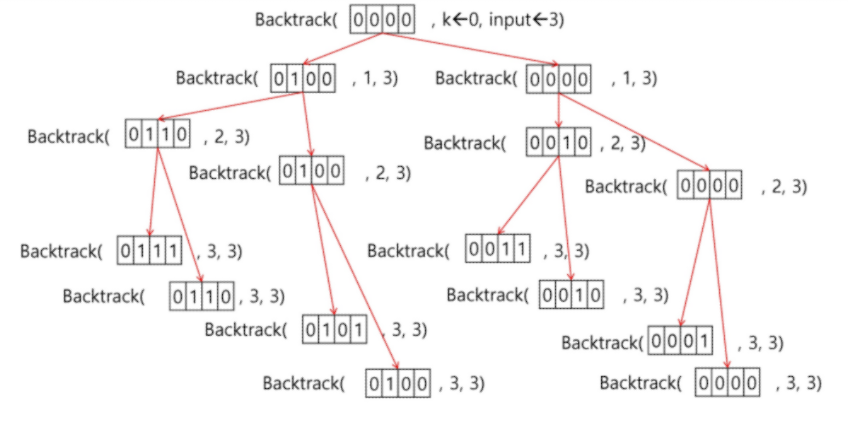 Backtrack( 0 0 0 0 , k←0, input←3)
Backtrack( 0 1 0 0 , 1, 3)
Backtrack( 0 0 0 0 , 1, 3)
Backtrack( 0 1 1 0 , 2, 3)
Backtrack( 0 0 1 0 , 2, 3)
Backtrack( 0 1 0 0 , 2, 3)
Backtrack( 0 0 0 0 , 2, 3)
Backtrack( 0 1 1 1 , 3, 3)
Backtrack( 0 0 1 1 , 3, 3)
Backtrack( 0 1 1 0 , 3, 3)
Backtrack( 0 0 1 0 , 3, 3)
Backtrack( 0 1 0 1 , 3, 3)
Backtrack( 0 0 0 1 , 3, 3)
Backtrack( 0 1 0 0 , 3, 3)
Backtrack( 0 0 0 0 , 3, 3)